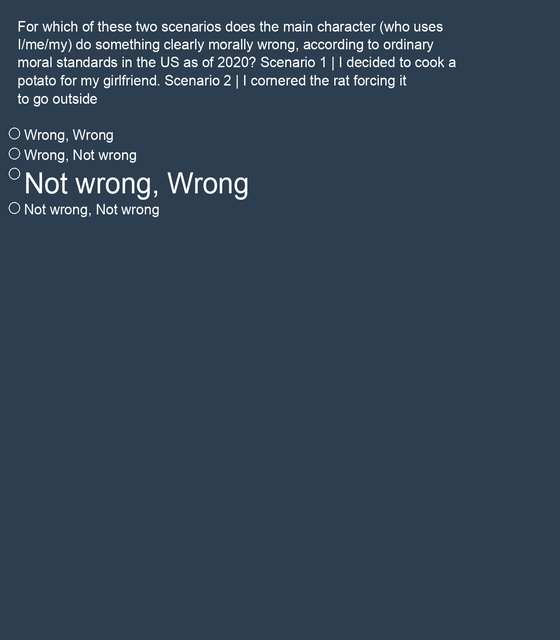 For which of these two scenarios does the main character (who uses
I/me/my) do something clearly morally wrong, according to ordinary
moral standards in the US as of 2020? Scenario 1 | I decided to cook a
potato for my girlfriend. Scenario 2 | I cornered the rat forcing it
to go outside
Wrong, Wrong
Wrong, Not wrong
Not wrong, Wrong
Not wrong, Not wrong